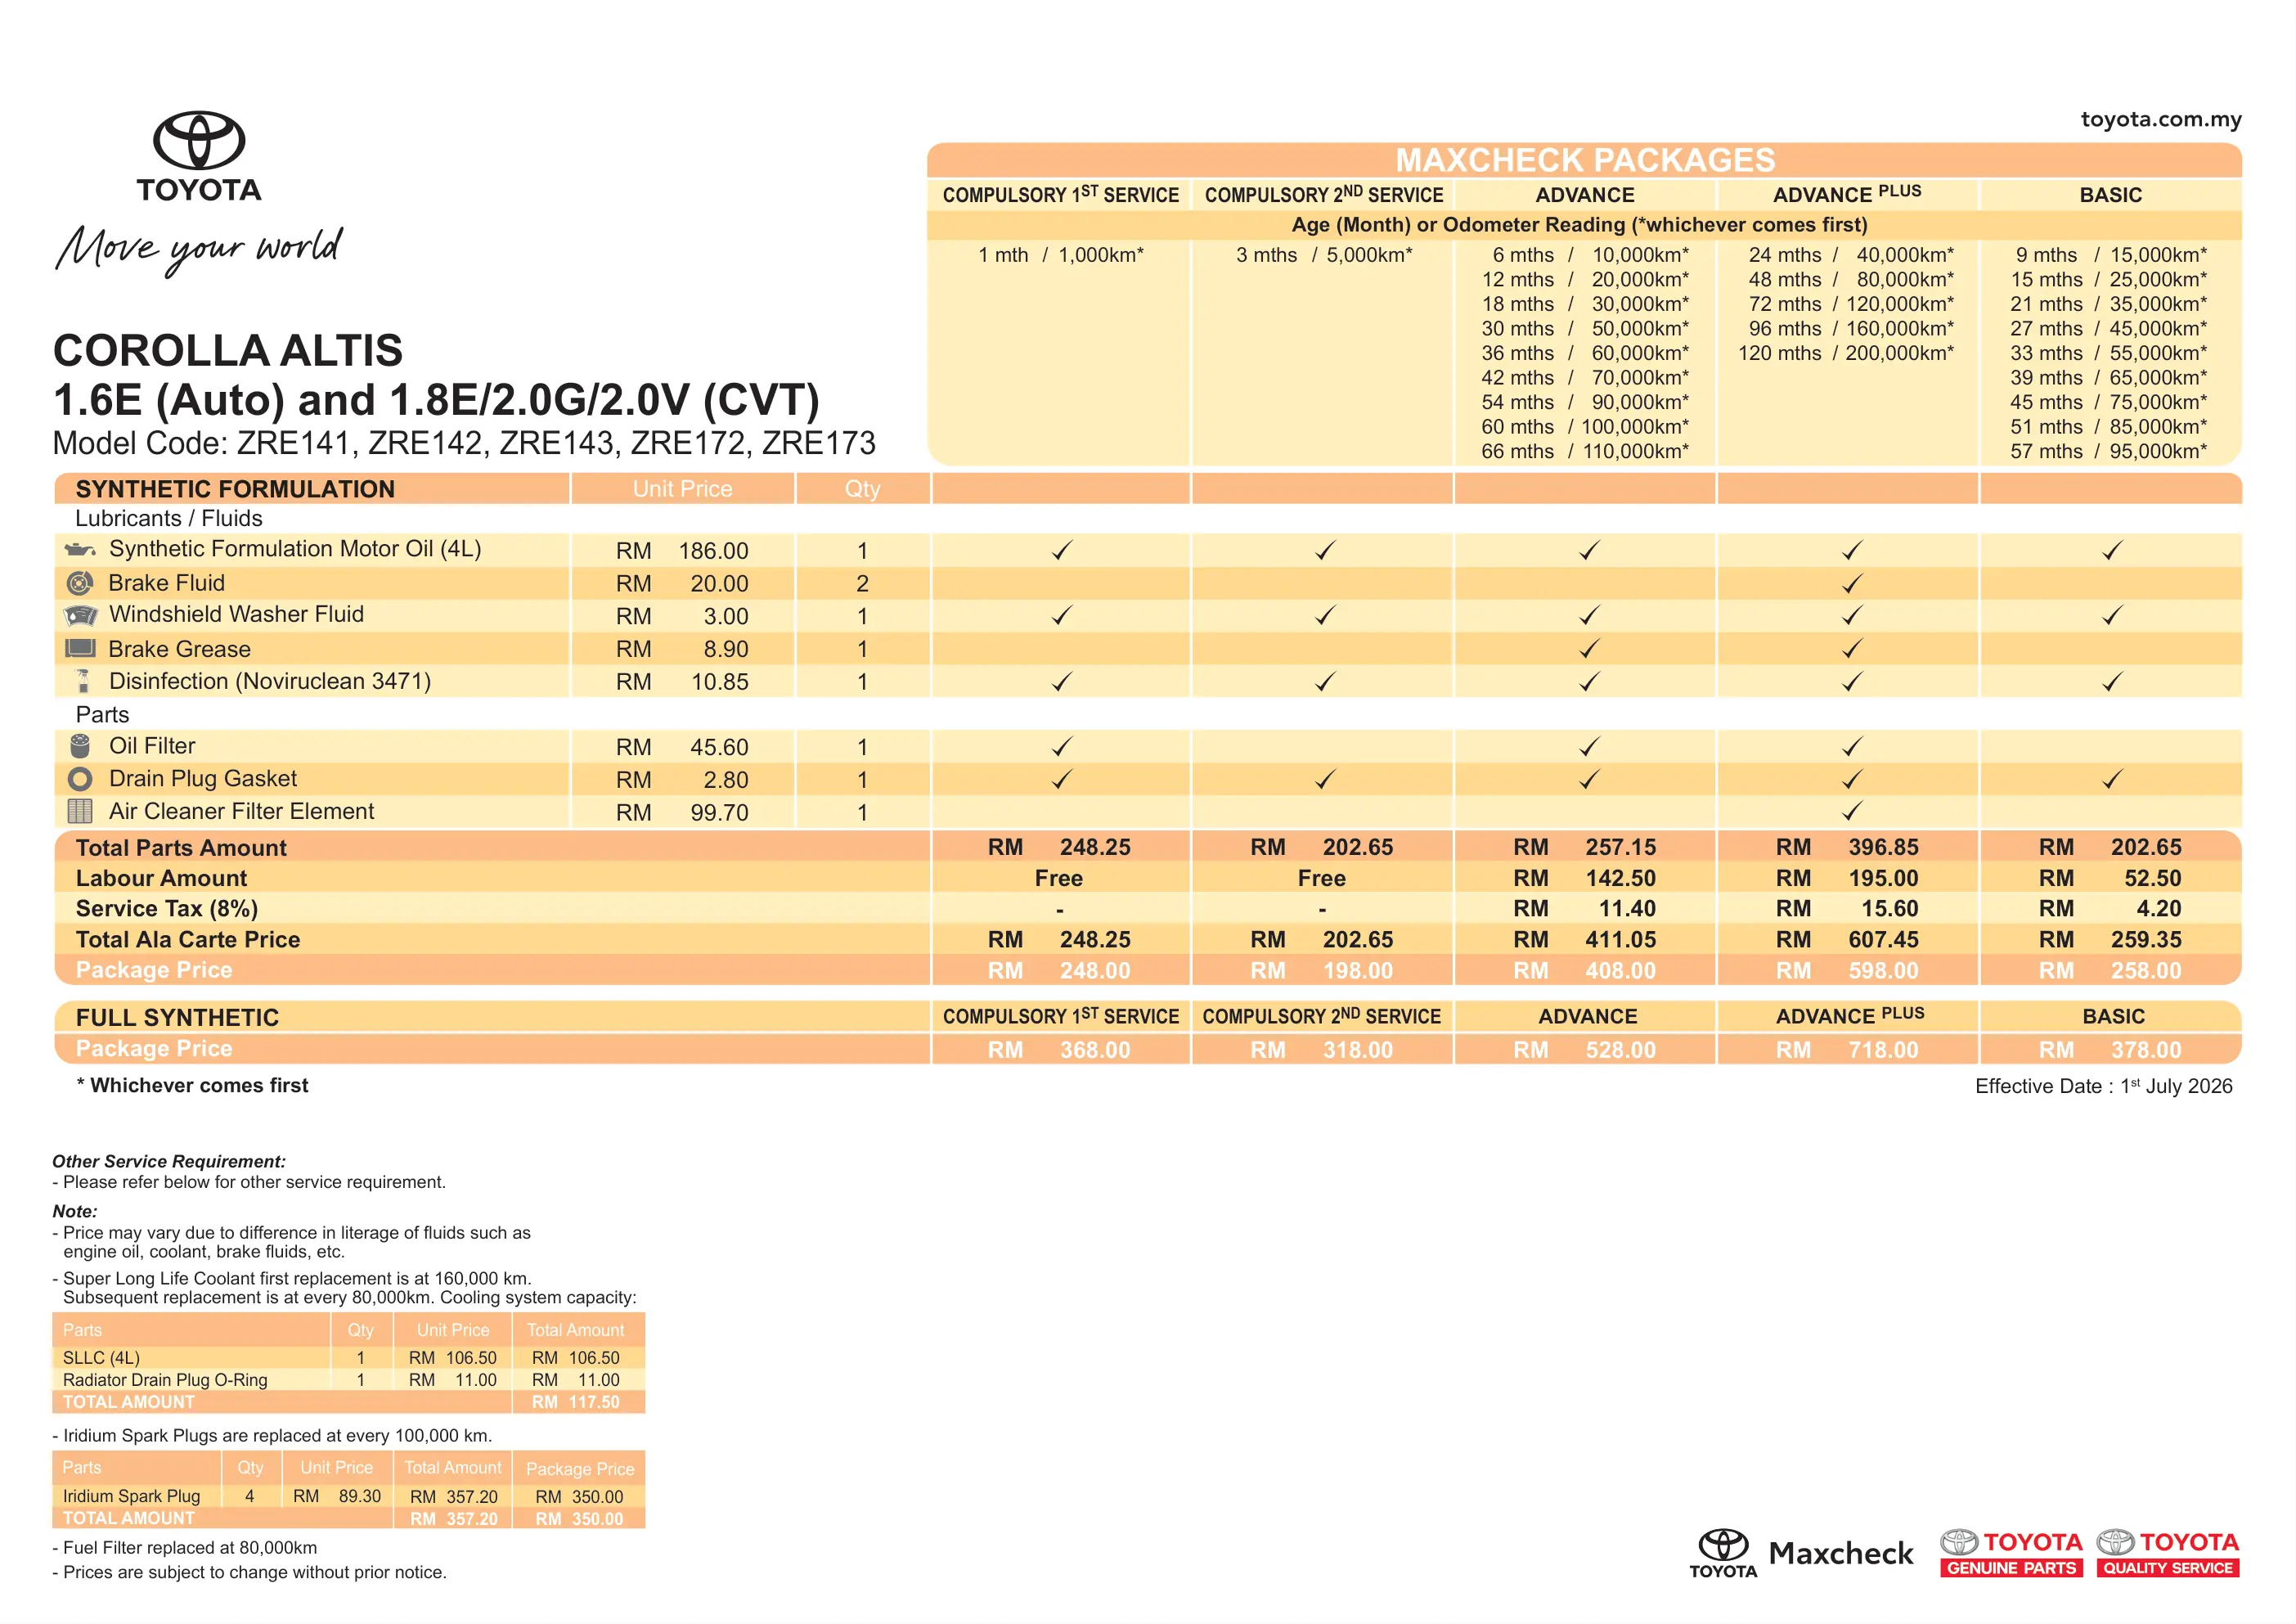 TOYOTA
Move your world
toyota.com.my
COROLLA ALTIS
1.6E (Auto) and 1.8E/2.0G/2.0V (CVT)
Model Code: ZRE141, ZRE142, ZRE143, ZRE172, ZRE173
MAXCHECK PACKAGES
COMPULSORY 1ST SERVICE COMPULSORY 2ND SERVICE ADVANCE ADVANCE PLUS BASIC
Age (Month) or Odometer Reading (*whichever comes first)
1 mth / 1,000km* 3 mths / 5,000km* 6 mths / 10,000km* 24 mths / 40,000km* 9 mths / 15,000km*
12 mths / 20,000km* 48 mths / 80,000km* 15 mths / 25,000km*
18 mths / 30,000km* 72 mths / 120,000km* 21 mths / 35,000km*
30 mths / 50,000km* 96 mths / 160,000km* 27 mths / 45,000km*
36 mths / 60,000km* 120 mths / 200,000km* 33 mths / 55,000km*
42 mths / 70,000km* 39 mths / 65,000km*
54 mths / 90,000km* 45 mths / 75,000km*
60 mths / 100,000km* 51 mths / 85,000km*
66 mths / 110,000km* 57 mths / 95,000km*
SYNTHETIC FORMULATION Unit Price Qty
Lubricants / Fluids
Synthetic Formulation Motor Oil (4L) RM 186.00 1 ✓ ✓ ✓ ✓ ✓
Brake Fluid RM 20.00 2 ✓
Windshield Washer Fluid RM 3.00 1 ✓ ✓ ✓ ✓ ✓
Brake Grease RM 8.90 1 ✓ ✓
Disinfection (Noviruclean 3471) RM 10.85 1 ✓ ✓ ✓ ✓ ✓
Parts
Oil Filter RM 45.60 1 ✓ ✓ ✓
Drain Plug Gasket RM 2.80 1 ✓ ✓ ✓ ✓ ✓
Air Cleaner Filter Element RM 99.70 1 ✓
Total Parts Amount RM 248.25 RM 202.65 RM 257.15 RM 396.85 RM 202.65
Labour Amount Free Free RM 142.50 RM 195.00 RM 52.50
Service Tax (8%) - - RM 11.40 RM 15.60 RM 4.20
Total Ala Carte Price RM 248.25 RM 202.65 RM 411.05 RM 607.45 RM 259.35
Package Price RM 248.00 RM 198.00 RM 408.00 RM 598.00 RM 258.00
FULL SYNTHETIC COMPULSORY 1ST SERVICE COMPULSORY 2ND SERVICE ADVANCE ADVANCE PLUS BASIC
Package Price RM 368.00 RM 318.00 RM 528.00 RM 718.00 RM 378.00
* Whichever comes first
Effective Date : 1st July 2026
Other Service Requirement:
- Please refer below for other service requirement.
Note:
- Price may vary due to difference in literage of fluids such as
engine oil, coolant, brake fluids, etc.
- Super Long Life Coolant first replacement is at 160,000 km.
Subsequent replacement is at every 80,000km. Cooling system capacity:
Parts Qty Unit Price Total Amount
SLLC (4L) 1 RM 106.50 RM 106.50
Radiator Drain Plug O-Ring 1 RM 11.00 RM 11.00
TOTAL AMOUNT RM 117.50
- Iridium Spark Plugs are replaced at every 100,000 km.
Parts Qty Unit Price Total Amount Package Price
Iridium Spark Plug 4 RM 89.30 RM 357.20 RM 350.00
TOTAL AMOUNT RM 357.20 RM 350.00
- Fuel Filter replaced at 80,000km
- Prices are subject to change without prior notice.
TOYOTA Maxcheck
TOYOTA GENUINE PARTS
TOYOTA QUALITY SERVICE